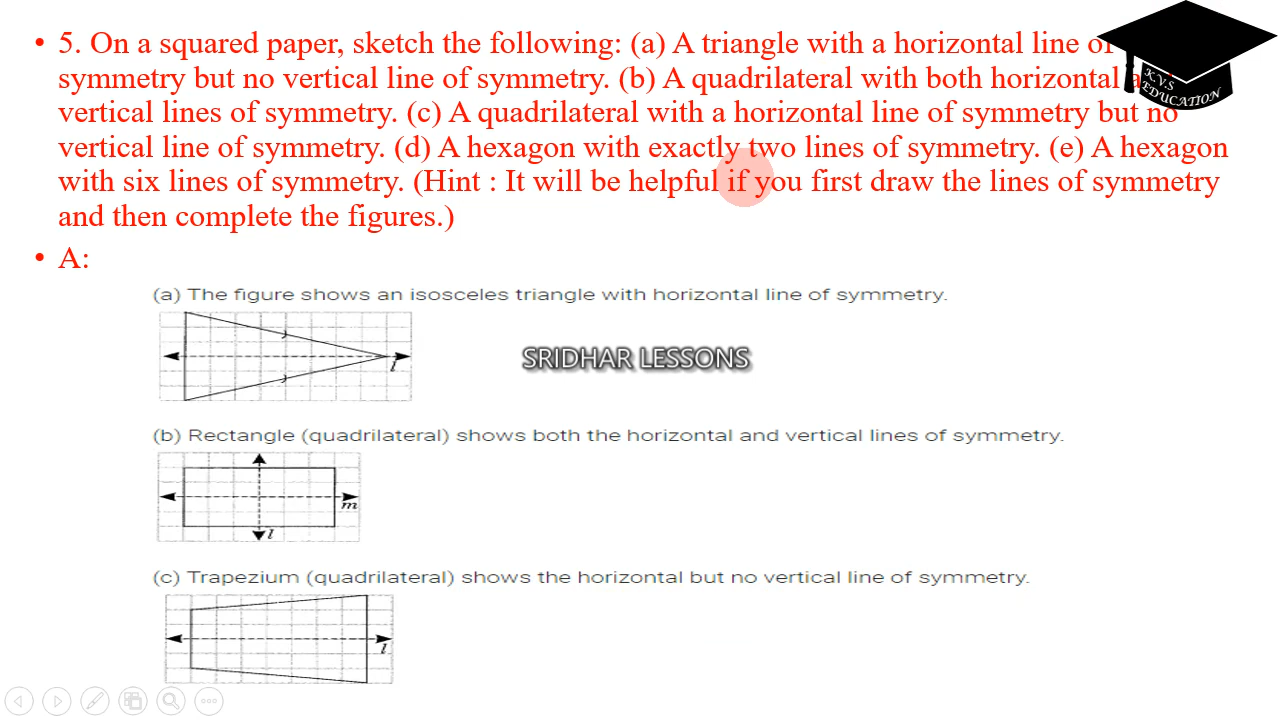 • 5. On a squared paper, sketch the following: (a) A triangle with a horizontal line of
symmetry but no vertical line of symmetry. (b) A quadrilateral with both horizontal
vertical lines of symmetry. (c) A quadrilateral with a horizontal line of symmetry but no
vertical line of symmetry. (d) A hexagon with exactly two lines of symmetry. (e) A hexagon
with six lines of symmetry. (Hint : It will be helpful if you first draw the lines of symmetry
and then complete the figures.)
K.V.S
EDUCATION
• A:
(a) The figure shows an isosceles triangle with horizontal line of symmetry.
l
SRIDHAR LESSONS
(b) Rectangle (quadrilateral) shows both the horizontal and vertical lines of symmetry.
m
l
(c) Trapezium (quadrilateral) shows the horizontal but no vertical line of symmetry.
l